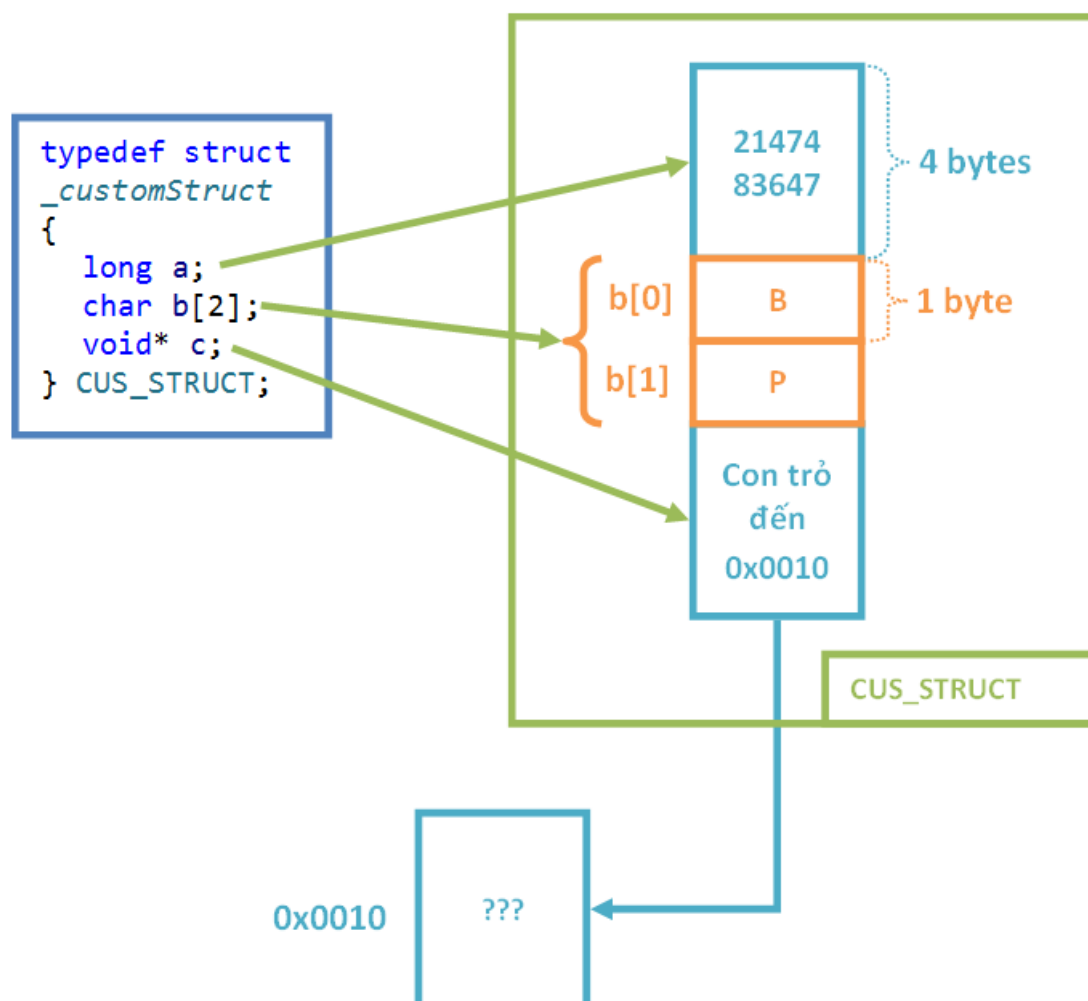 typedef struct
_customStruct
{
long a;
char b[2];
void* c;
} CUS_STRUCT;
21474
83647
4 bytes
b[0]
B
1 byte
b[1]
P
Con trỏ
đến
0x0010
CUS_STRUCT
0x0010
???